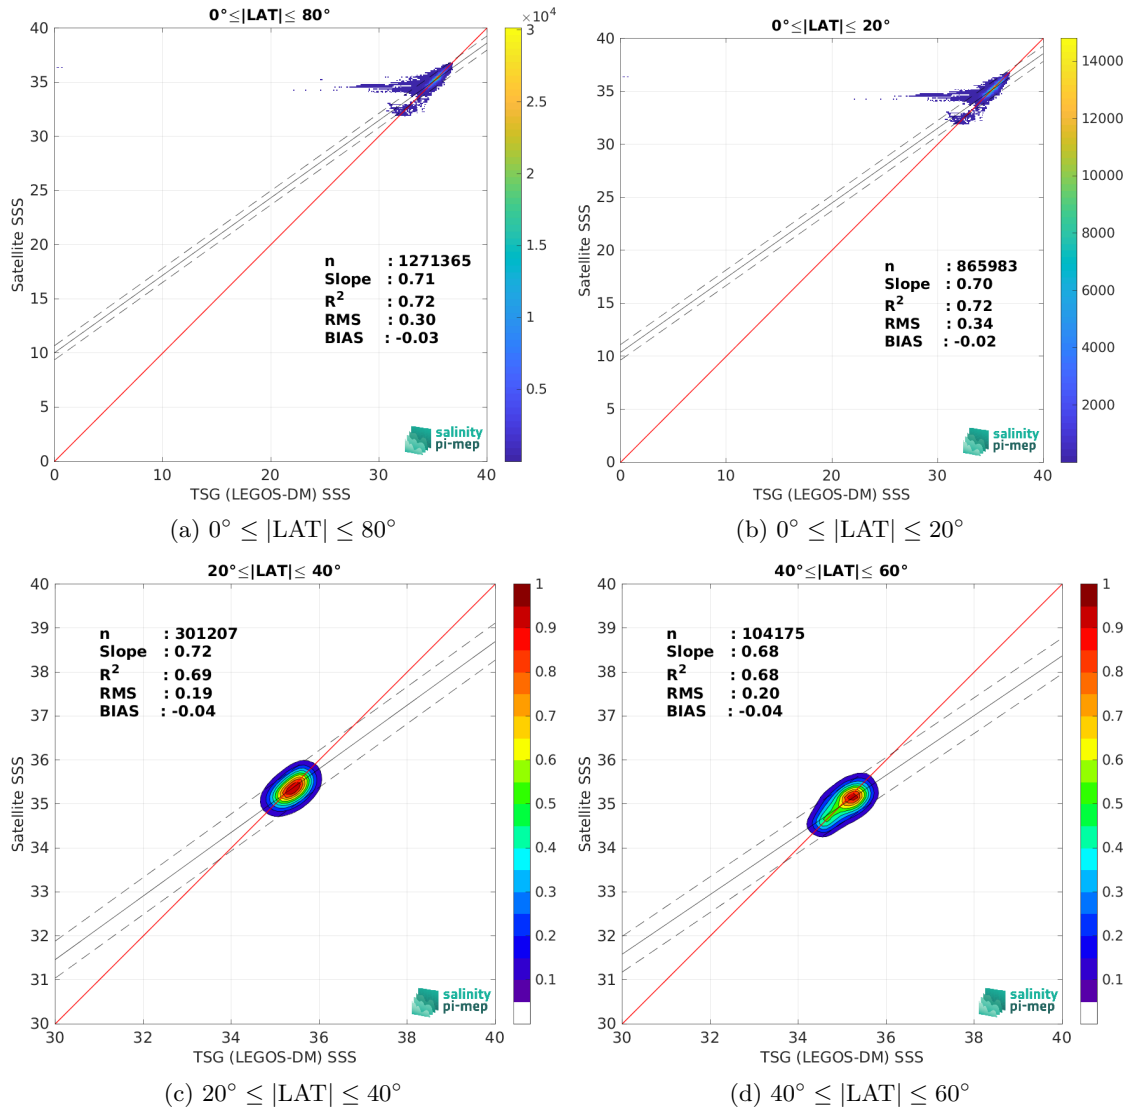 0°≤|LAT|≤ 80°
×10⁴
40
35
30
25
20
15
10
5
0
Satellite SSS
n : 1271365
Slope : 0.71
R² : 0.72
RMS : 0.30
BIAS : -0.03
salinity
pi-mep
0 10 20 30 40
TSG (LEGOS-DM) SSS
3
2.5
2
1.5
1
0.5
(a) 0° ≤ |LAT| ≤ 80°
0°≤|LAT|≤ 20°
40
35
30
25
20
15
10
5
0
Satellite SSS
n : 865983
Slope : 0.70
R² : 0.72
RMS : 0.34
BIAS : -0.02
salinity
pi-mep
0 10 20 30 40
TSG (LEGOS-DM) SSS
14000
12000
10000
8000
6000
4000
2000
(b) 0° ≤ |LAT| ≤ 20°
20°≤|LAT|≤ 40°
40
39
38
37
36
35
34
33
32
31
30
Satellite SSS
n : 301207
Slope : 0.72
R² : 0.69
RMS : 0.19
BIAS : -0.04
salinity
pi-mep
30 32 34 36 38 40
TSG (LEGOS-DM) SSS
1
0.9
0.8
0.7
0.6
0.5
0.4
0.3
0.2
0.1
(c) 20° ≤ |LAT| ≤ 40°
40°≤|LAT|≤ 60°
40
39
38
37
36
35
34
33
32
31
30
Satellite SSS
n : 104175
Slope : 0.68
R² : 0.68
RMS : 0.20
BIAS : -0.04
salinity
pi-mep
30 32 34 36 38 40
TSG (LEGOS-DM) SSS
1
0.9
0.8
0.7
0.6
0.5
0.4
0.3
0.2
0.1
(d) 40° ≤ |LAT| ≤ 60°